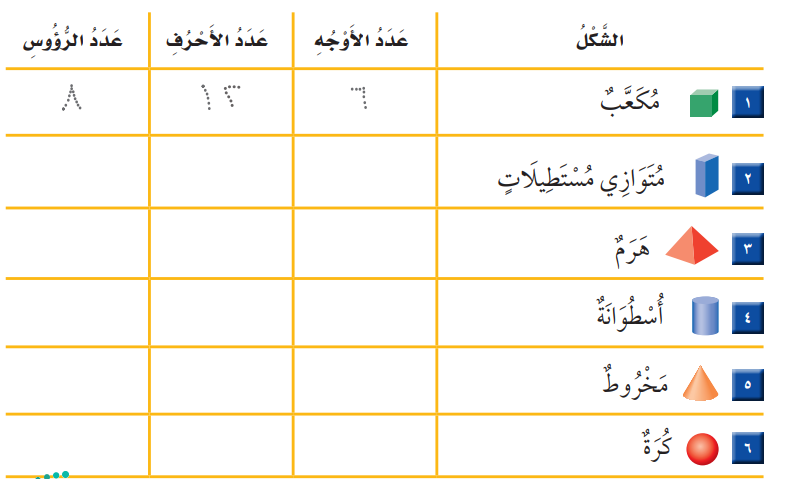 الشَّكْلُ عَدَدُ الأَوْجُهِ عَدَدُ الأَحْرُفِ عَدَدُ الرُّؤُوسِ
١ مُكَعَّبٌ ٦ ١٢ ٨
٢ مُتَوَازِي مُسْتَطِيلَاتٍ
٣ هَرَمٌ
٤ أُسْطُوَانَةٌ
٥ مَخْرُوطٌ
٦ كُرَةٌ